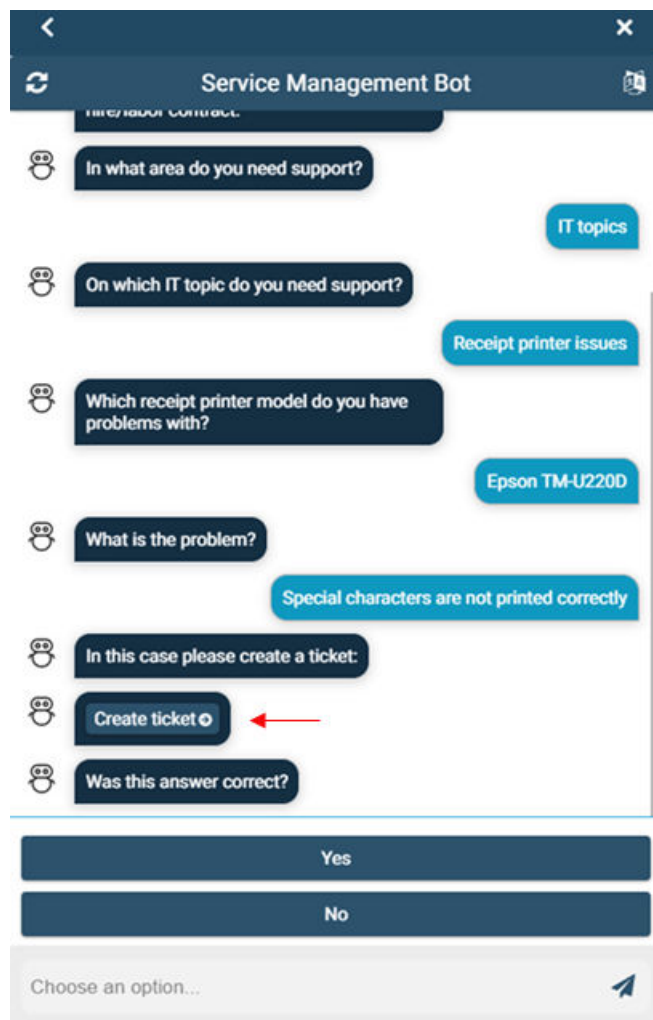 Service Management Bot
hire/labor contract.
In what area do you need support?
IT topics
On which IT topic do you need support?
Receipt printer issues
Which receipt printer model do you have
problems with?
Epson TM-U220D
What is the problem?
Special characters are not printed correctly
In this case please create a ticket:
Create ticket
Was this answer correct?
Yes
No
Choose an option...